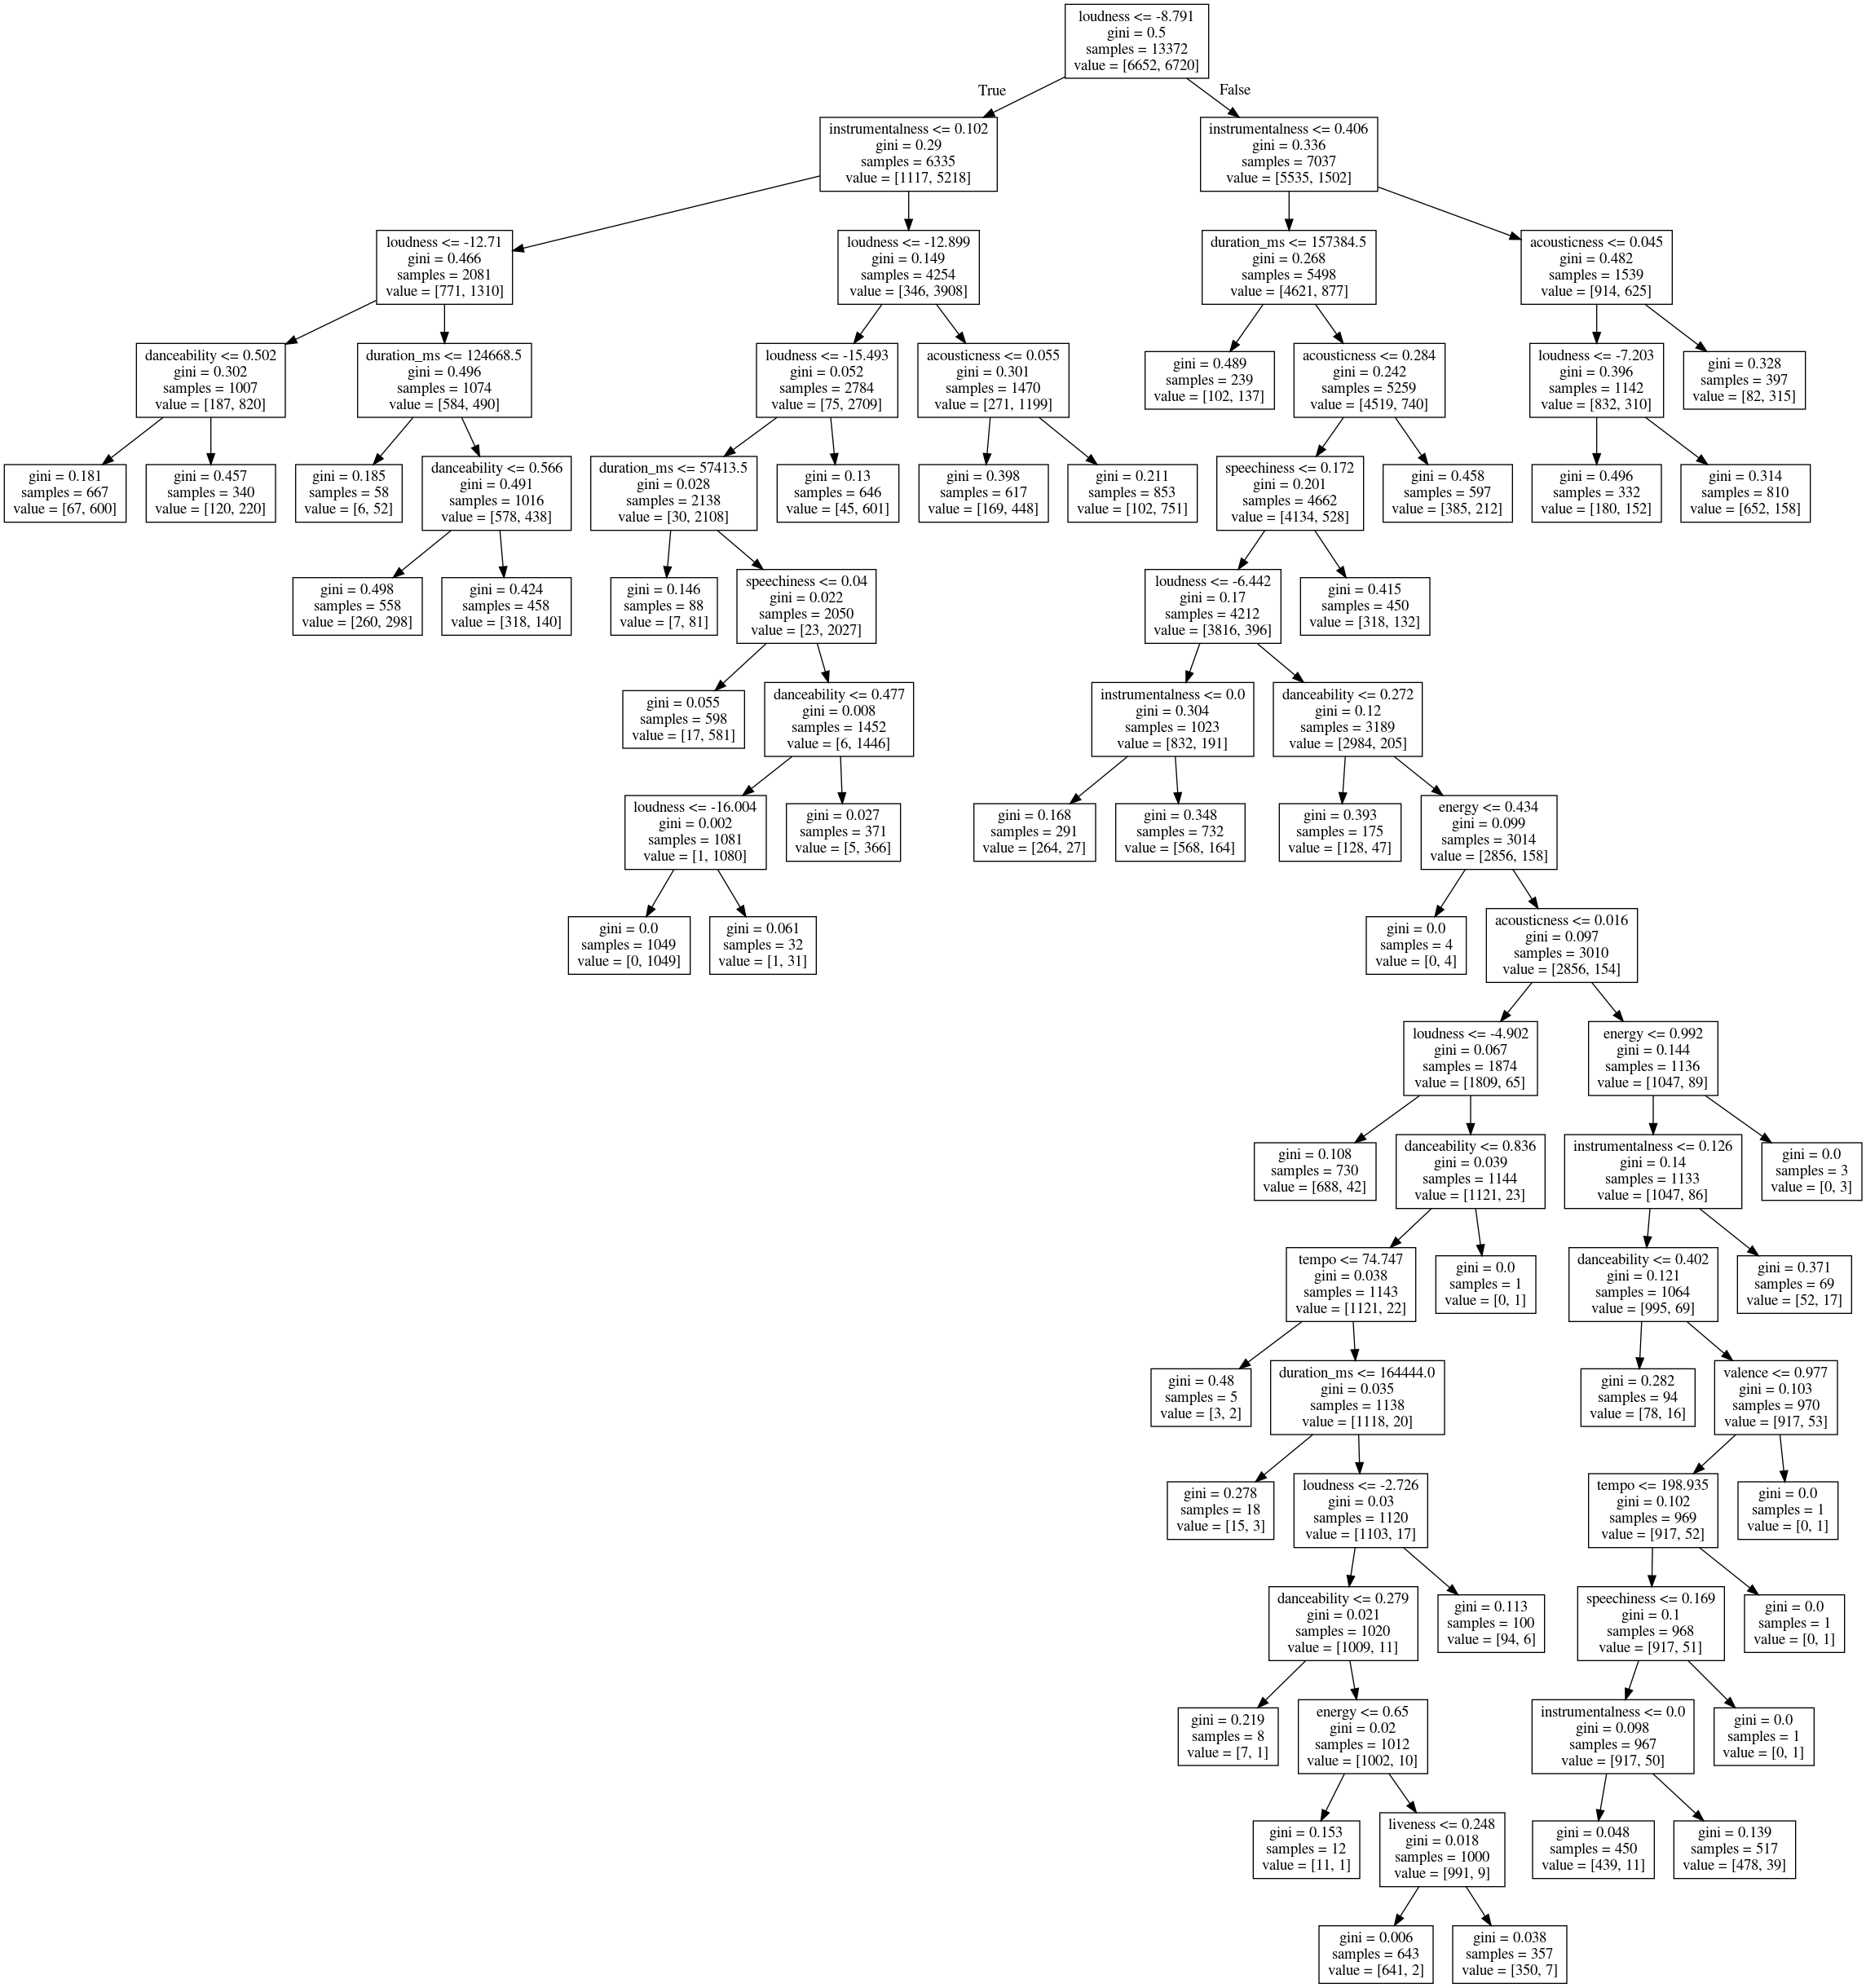 loudness <= -8.791
gini = 0.5
samples = 13372
value = [6652, 6720]
True
False
instrumentalness <= 0.102
gini = 0.29
samples = 6335
value = [1117, 5218]
instrumentalness <= 0.406
gini = 0.336
samples = 7037
value = [5535, 1502]
loudness <= -12.71
gini = 0.466
samples = 2081
value = [771, 1310]
loudness <= -12.899
gini = 0.149
samples = 4254
value = [346, 3908]
duration_ms <= 157384.5
gini = 0.268
samples = 5498
value = [4621, 877]
acousticness <= 0.045
gini = 0.482
samples = 1539
value = [914, 625]
danceability <= 0.502
gini = 0.302
samples = 1007
value = [187, 820]
duration_ms <= 124668.5
gini = 0.496
samples = 1074
value = [584, 490]
loudness <= -15.493
gini = 0.052
samples = 2784
value = [75, 2709]
acousticness <= 0.055
gini = 0.301
samples = 1470
value = [271, 1199]
gini = 0.489
samples = 239
value = [102, 137]
acousticness <= 0.284
gini = 0.242
samples = 5259
value = [4519, 740]
loudness <= -7.203
gini = 0.396
samples = 1142
value = [832, 310]
gini = 0.328
samples = 397
value = [82, 315]
gini = 0.181
samples = 667
value = [67, 600]
gini = 0.457
samples = 340
value = [120, 220]
gini = 0.185
samples = 58
value = [6, 52]
danceability <= 0.566
gini = 0.491
samples = 1016
value = [578, 438]
duration_ms <= 57413.5
gini = 0.028
samples = 2138
value = [30, 2108]
gini = 0.13
samples = 646
value = [45, 601]
gini = 0.398
samples = 617
value = [169, 448]
gini = 0.211
samples = 853
value = [102, 751]
speechiness <= 0.172
gini = 0.201
samples = 4662
value = [4134, 528]
gini = 0.458
samples = 597
value = [385, 212]
gini = 0.496
samples = 332
value = [180, 152]
gini = 0.314
samples = 810
value = [652, 158]
gini = 0.498
samples = 558
value = [260, 298]
gini = 0.424
samples = 458
value = [318, 140]
gini = 0.146
samples = 88
value = [7, 81]
speechiness <= 0.04
gini = 0.022
samples = 2050
value = [23, 2027]
loudness <= -6.442
gini = 0.17
samples = 4212
value = [3816, 396]
gini = 0.415
samples = 450
value = [318, 132]
gini = 0.055
samples = 598
value = [17, 581]
danceability <= 0.477
gini = 0.008
samples = 1452
value = [6, 1446]
instrumentalness <= 0.0
gini = 0.304
samples = 1023
value = [832, 191]
danceability <= 0.272
gini = 0.12
samples = 3189
value = [2984, 205]
loudness <= -16.004
gini = 0.002
samples = 1081
value = [1, 1080]
gini = 0.027
samples = 371
value = [5, 366]
gini = 0.168
samples = 291
value = [264, 27]
gini = 0.348
samples = 732
value = [568, 164]
gini = 0.393
samples = 175
value = [128, 47]
energy <= 0.434
gini = 0.099
samples = 3014
value = [2856, 158]
gini = 0.0
samples = 1049
value = [0, 1049]
gini = 0.061
samples = 32
value = [1, 31]
gini = 0.0
samples = 4
value = [0, 4]
acousticness <= 0.016
gini = 0.097
samples = 3010
value = [2856, 154]
loudness <= -4.902
gini = 0.067
samples = 1874
value = [1809, 65]
energy <= 0.992
gini = 0.144
samples = 1136
value = [1047, 89]
gini = 0.108
samples = 730
value = [688, 42]
danceability <= 0.836
gini = 0.039
samples = 1144
value = [1121, 23]
instrumentalness <= 0.126
gini = 0.14
samples = 1133
value = [1047, 86]
gini = 0.0
samples = 3
value = [0, 3]
tempo <= 74.747
gini = 0.038
samples = 1143
value = [1121, 22]
gini = 0.0
samples = 1
value = [0, 1]
danceability <= 0.402
gini = 0.121
samples = 1064
value = [995, 69]
gini = 0.371
samples = 69
value = [52, 17]
gini = 0.48
samples = 5
value = [3, 2]
duration_ms <= 164444.0
gini = 0.035
samples = 1138
value = [1118, 20]
gini = 0.282
samples = 94
value = [78, 16]
valence <= 0.977
gini = 0.103
samples = 970
value = [917, 53]
gini = 0.278
samples = 18
value = [15, 3]
loudness <= -2.726
gini = 0.03
samples = 1120
value = [1103, 17]
tempo <= 198.935
gini = 0.102
samples = 969
value = [917, 52]
gini = 0.0
samples = 1
value = [0, 1]
danceability <= 0.279
gini = 0.021
samples = 1020
value = [1009, 11]
gini = 0.113
samples = 100
value = [94, 6]
speechiness <= 0.169
gini = 0.1
samples = 968
value = [917, 51]
gini = 0.0
samples = 1
value = [0, 1]
gini = 0.219
samples = 8
value = [7, 1]
energy <= 0.65
gini = 0.02
samples = 1012
value = [1002, 10]
instrumentalness <= 0.0
gini = 0.098
samples = 967
value = [917, 50]
gini = 0.0
samples = 1
value = [0, 1]
gini = 0.153
samples = 12
value = [11, 1]
liveness <= 0.248
gini = 0.018
samples = 1000
value = [991, 9]
gini = 0.048
samples = 450
value = [439, 11]
gini = 0.139
samples = 517
value = [478, 39]
gini = 0.006
samples = 643
value = [641, 2]
gini = 0.038
samples = 357
value = [350, 7]